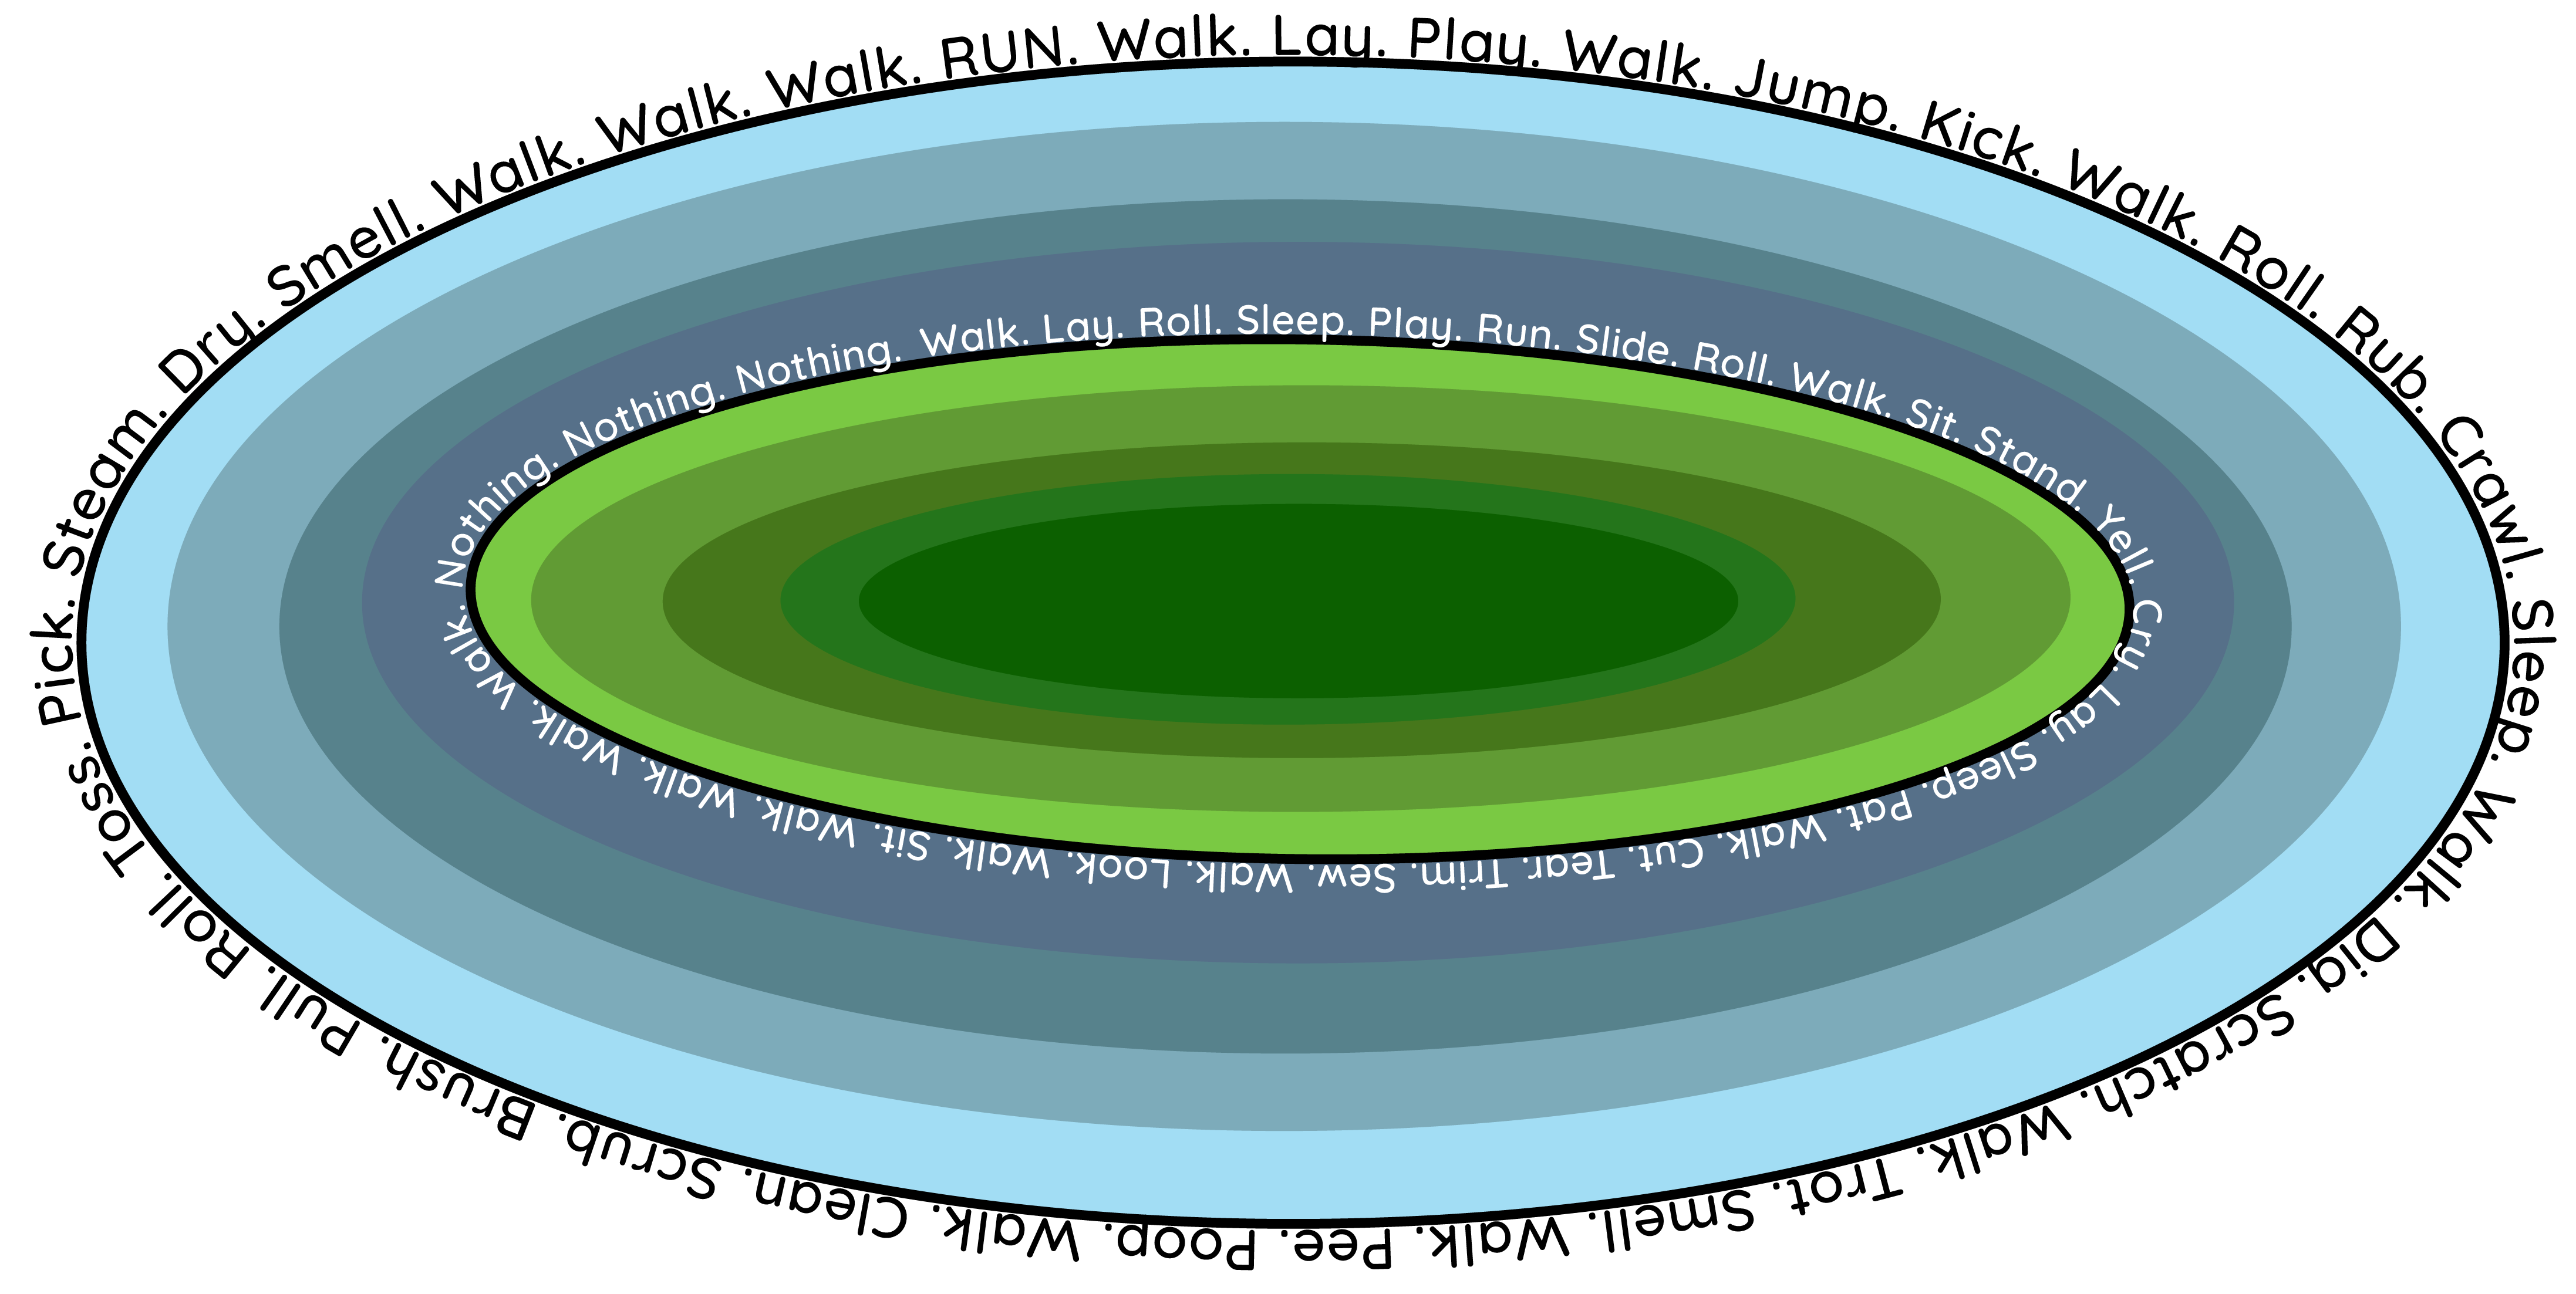 Pick. Steam. Dry. Smell. Walk. Walk. Walk. RUN. Walk. Lay. Play. Walk. Jump. Kick. Walk. Roll. Rub. Crawl. Sleep. Walk. Dig. Scratch. Walk. Trot. Smell. Walk. Pee. Poop. Walk. Clean. Scrub. Brush. Pull. Roll. Toss.
Nothing. Nothing. Nothing. Walk. Lay. Roll. Sleep. Play. Run. Slide. Roll. Walk. Sit. Stand. Yell. Cry. Lay. Sleep. Pat. Walk. Cut. Tear. Trim. Sew. Walk. Look. Walk. Sit. Walk. Walk. Walk. Walk.